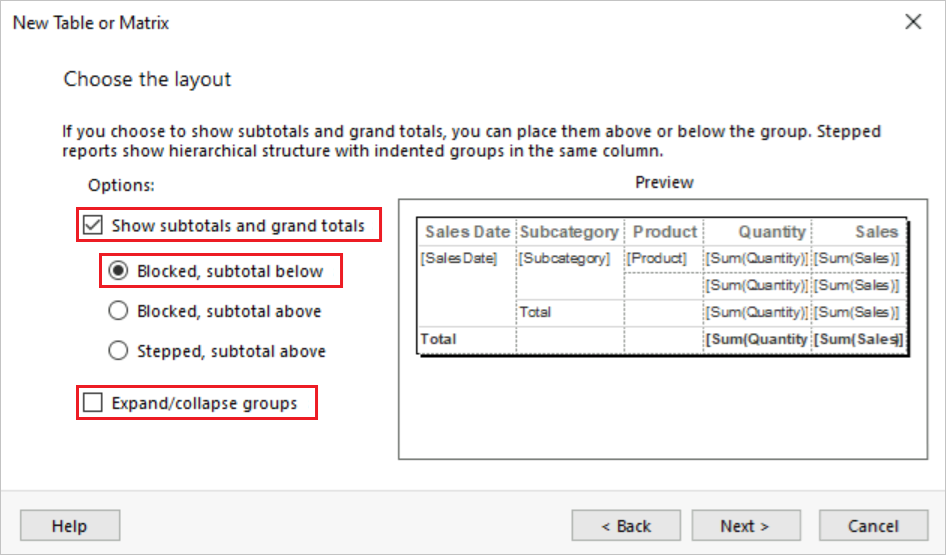 New Table or Matrix
Choose the layout
If you choose to show subtotals and grand totals, you can place them above or below the group. Stepped
reports show hierarchical structure with indented groups in the same column.
Options:
Show subtotals and grand totals
Blocked, subtotal below
Blocked, subtotal above
Stepped, subtotal above
Expand/collapse groups
Preview
Sales Date Subcategory Product Quantity Sales
[SalesDate] [Subcategory] [Product] [Sum(Quantity)] [Sum(Sales)]
[Sum(Quantity)] [Sum(Sales)]
Total [Sum(Quantity)] [Sum(Sales)]
Total [Sum(Quantity [Sum(Sales)]
Help < Back Next > Cancel